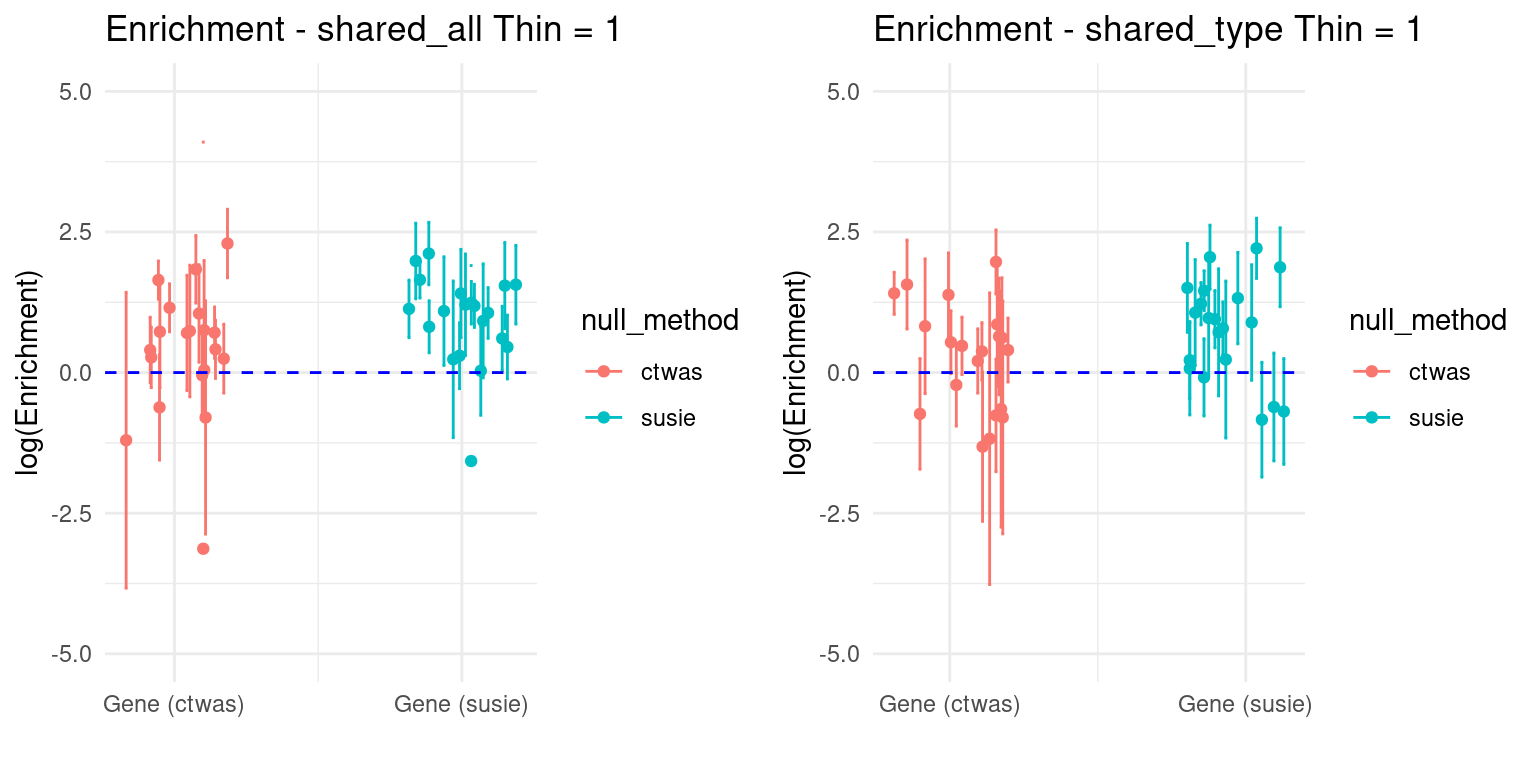 Enrichment - shared_all Thin = 1
log(Enrichment)
5.0
2.5
0.0
-2.5
-5.0
Gene (ctwas)
Gene (susie)
null_method
ctwas
susie
Enrichment - shared_type Thin = 1
log(Enrichment)
5.0
2.5
0.0
-2.5
-5.0
Gene (ctwas)
Gene (susie)
null_method
ctwas
susie